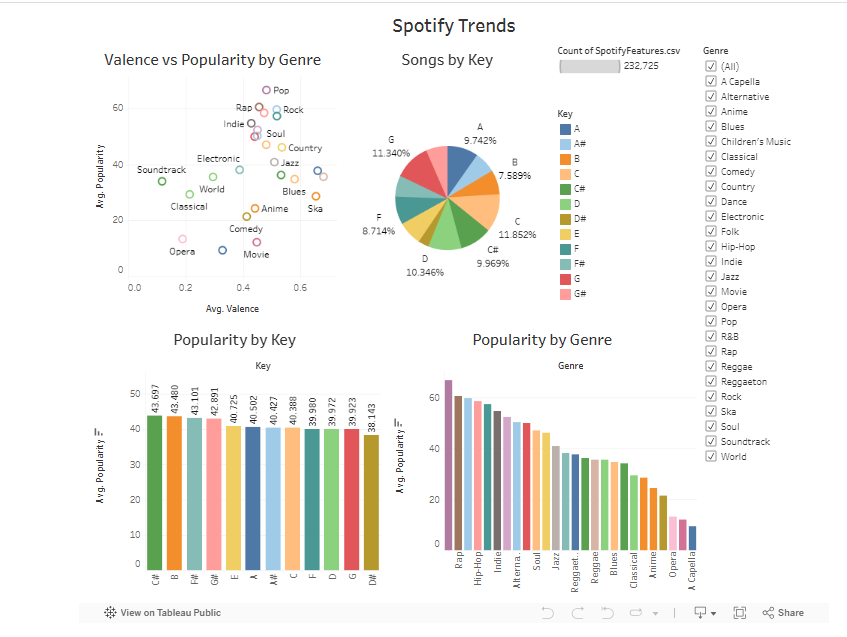 Spotify Trends
Valence vs Popularity by Genre
Avg. Popularity
60
40
20
0
0.0
0.2
0.4
0.6
Avg. Valence
Pop
Rap
Rock
Indie
Soul
Country
Electronic
Jazz
Soundtrack
World
Blues
Classical
Anime
Ska
Comedy
Opera
Movie
Songs by Key
A
9.742%
B
7.589%
C
11.852%
C#
9.969%
D
10.346%
F
8.714%
G
11.340%
Count of SpotifyFeatures.csv
232,725
Key
A
A#
B
C
C#
D
D#
E
F
F#
G
G#
Genre
(All)
A Capella
Alternative
Anime
Blues
Children's Music
Classical
Comedy
Country
Dance
Electronic
Folk
Hip-Hop
Indie
Jazz
Movie
Opera
Pop
R&B
Rap
Reggae
Reggaeton
Rock
Ska
Soul
Soundtrack
World
Popularity by Key
Key
Avg. Popularity
50
40
30
20
10
0
43.697
43.480
43.101
42.891
40.725
40.502
40.427
40.388
39.980
39.972
39.923
38.143
C#
B
F#
G#
E
A
A#
C
F
D
G
D#
Popularity by Genre
Genre
Avg. Popularity
60
40
20
0
Rap
Hip-Hop
Indie
Alterna..
Soul
Jazz
Reggaet..
Reggae
Blues
Classical
Anime
Opera
A Capella
View on Tableau Public
Share